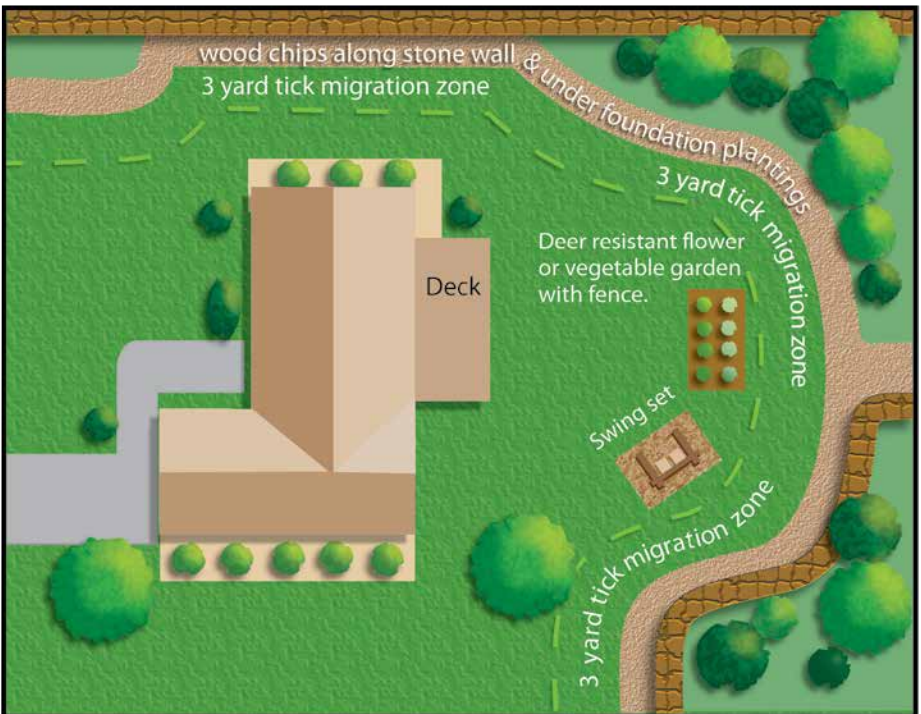 wood chips along stone wall & under foundation plantings
3 yard tick migration zone
3 yard tick migration zone
Deer resistant flower
or vegetable garden
with fence.
Deck
Swing set
3 yard tick migration zone